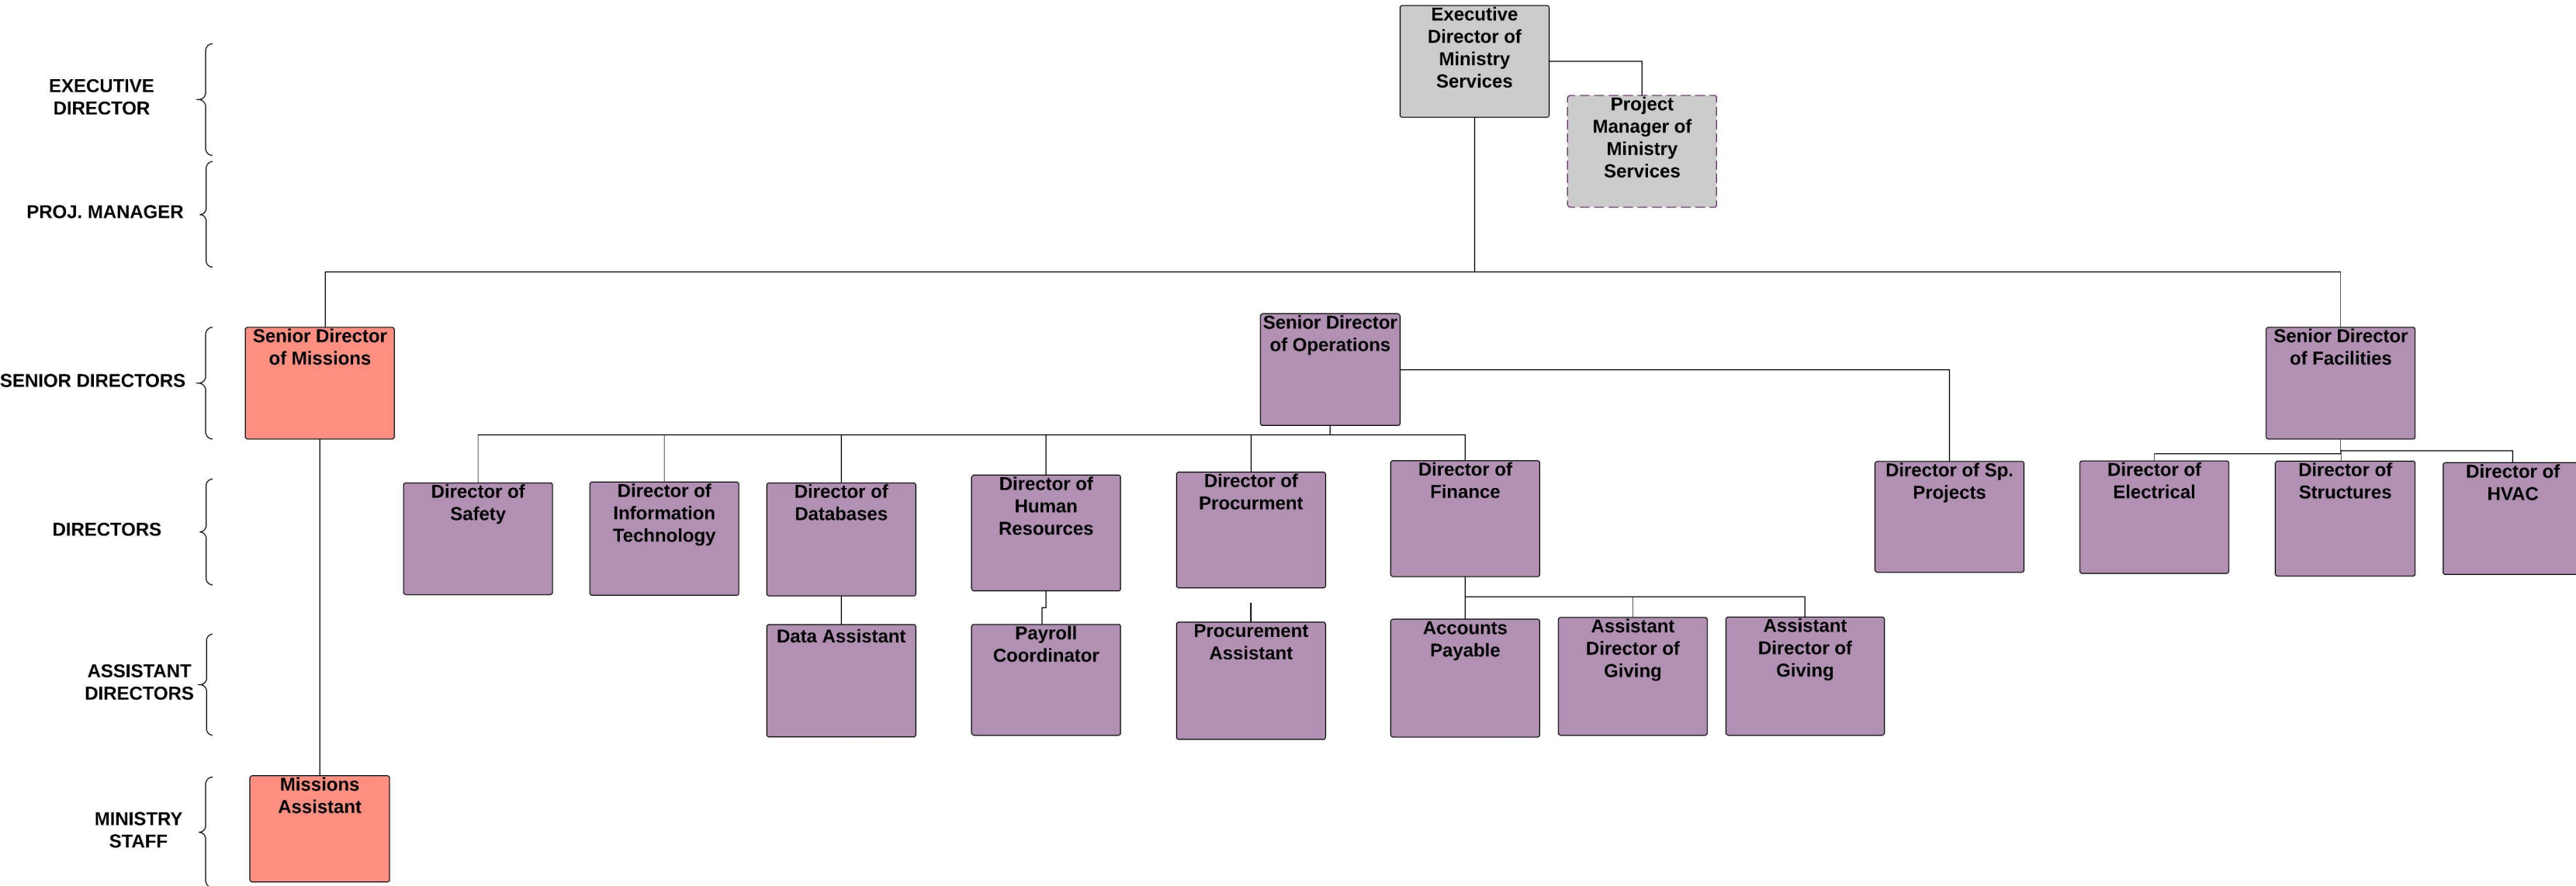 Executive
Director of
Ministry
Services
EXECUTIVE
DIRECTOR
Project
Manager of
Ministry
Services
PROJ. MANAGER
SENIOR DIRECTORS
Senior Director
of Missions
Senior Director
of Operations
Senior Director
of Facilities
DIRECTORS
Director of
Safety
Director of
Information
Technology
Director of
Databases
Director of
Human
Resources
Director of
Procurment
Director of
Finance
Director of Sp.
Projects
Director of
Electrical
Director of
Structures
Director of
HVAC
ASSISTANT
DIRECTORS
Data Assistant
Payroll
Coordinator
Procurement
Assistant
Accounts
Payable
Assistant
Director of
Giving
Assistant
Director of
Giving
MINISTRY
STAFF
Missions
Assistant